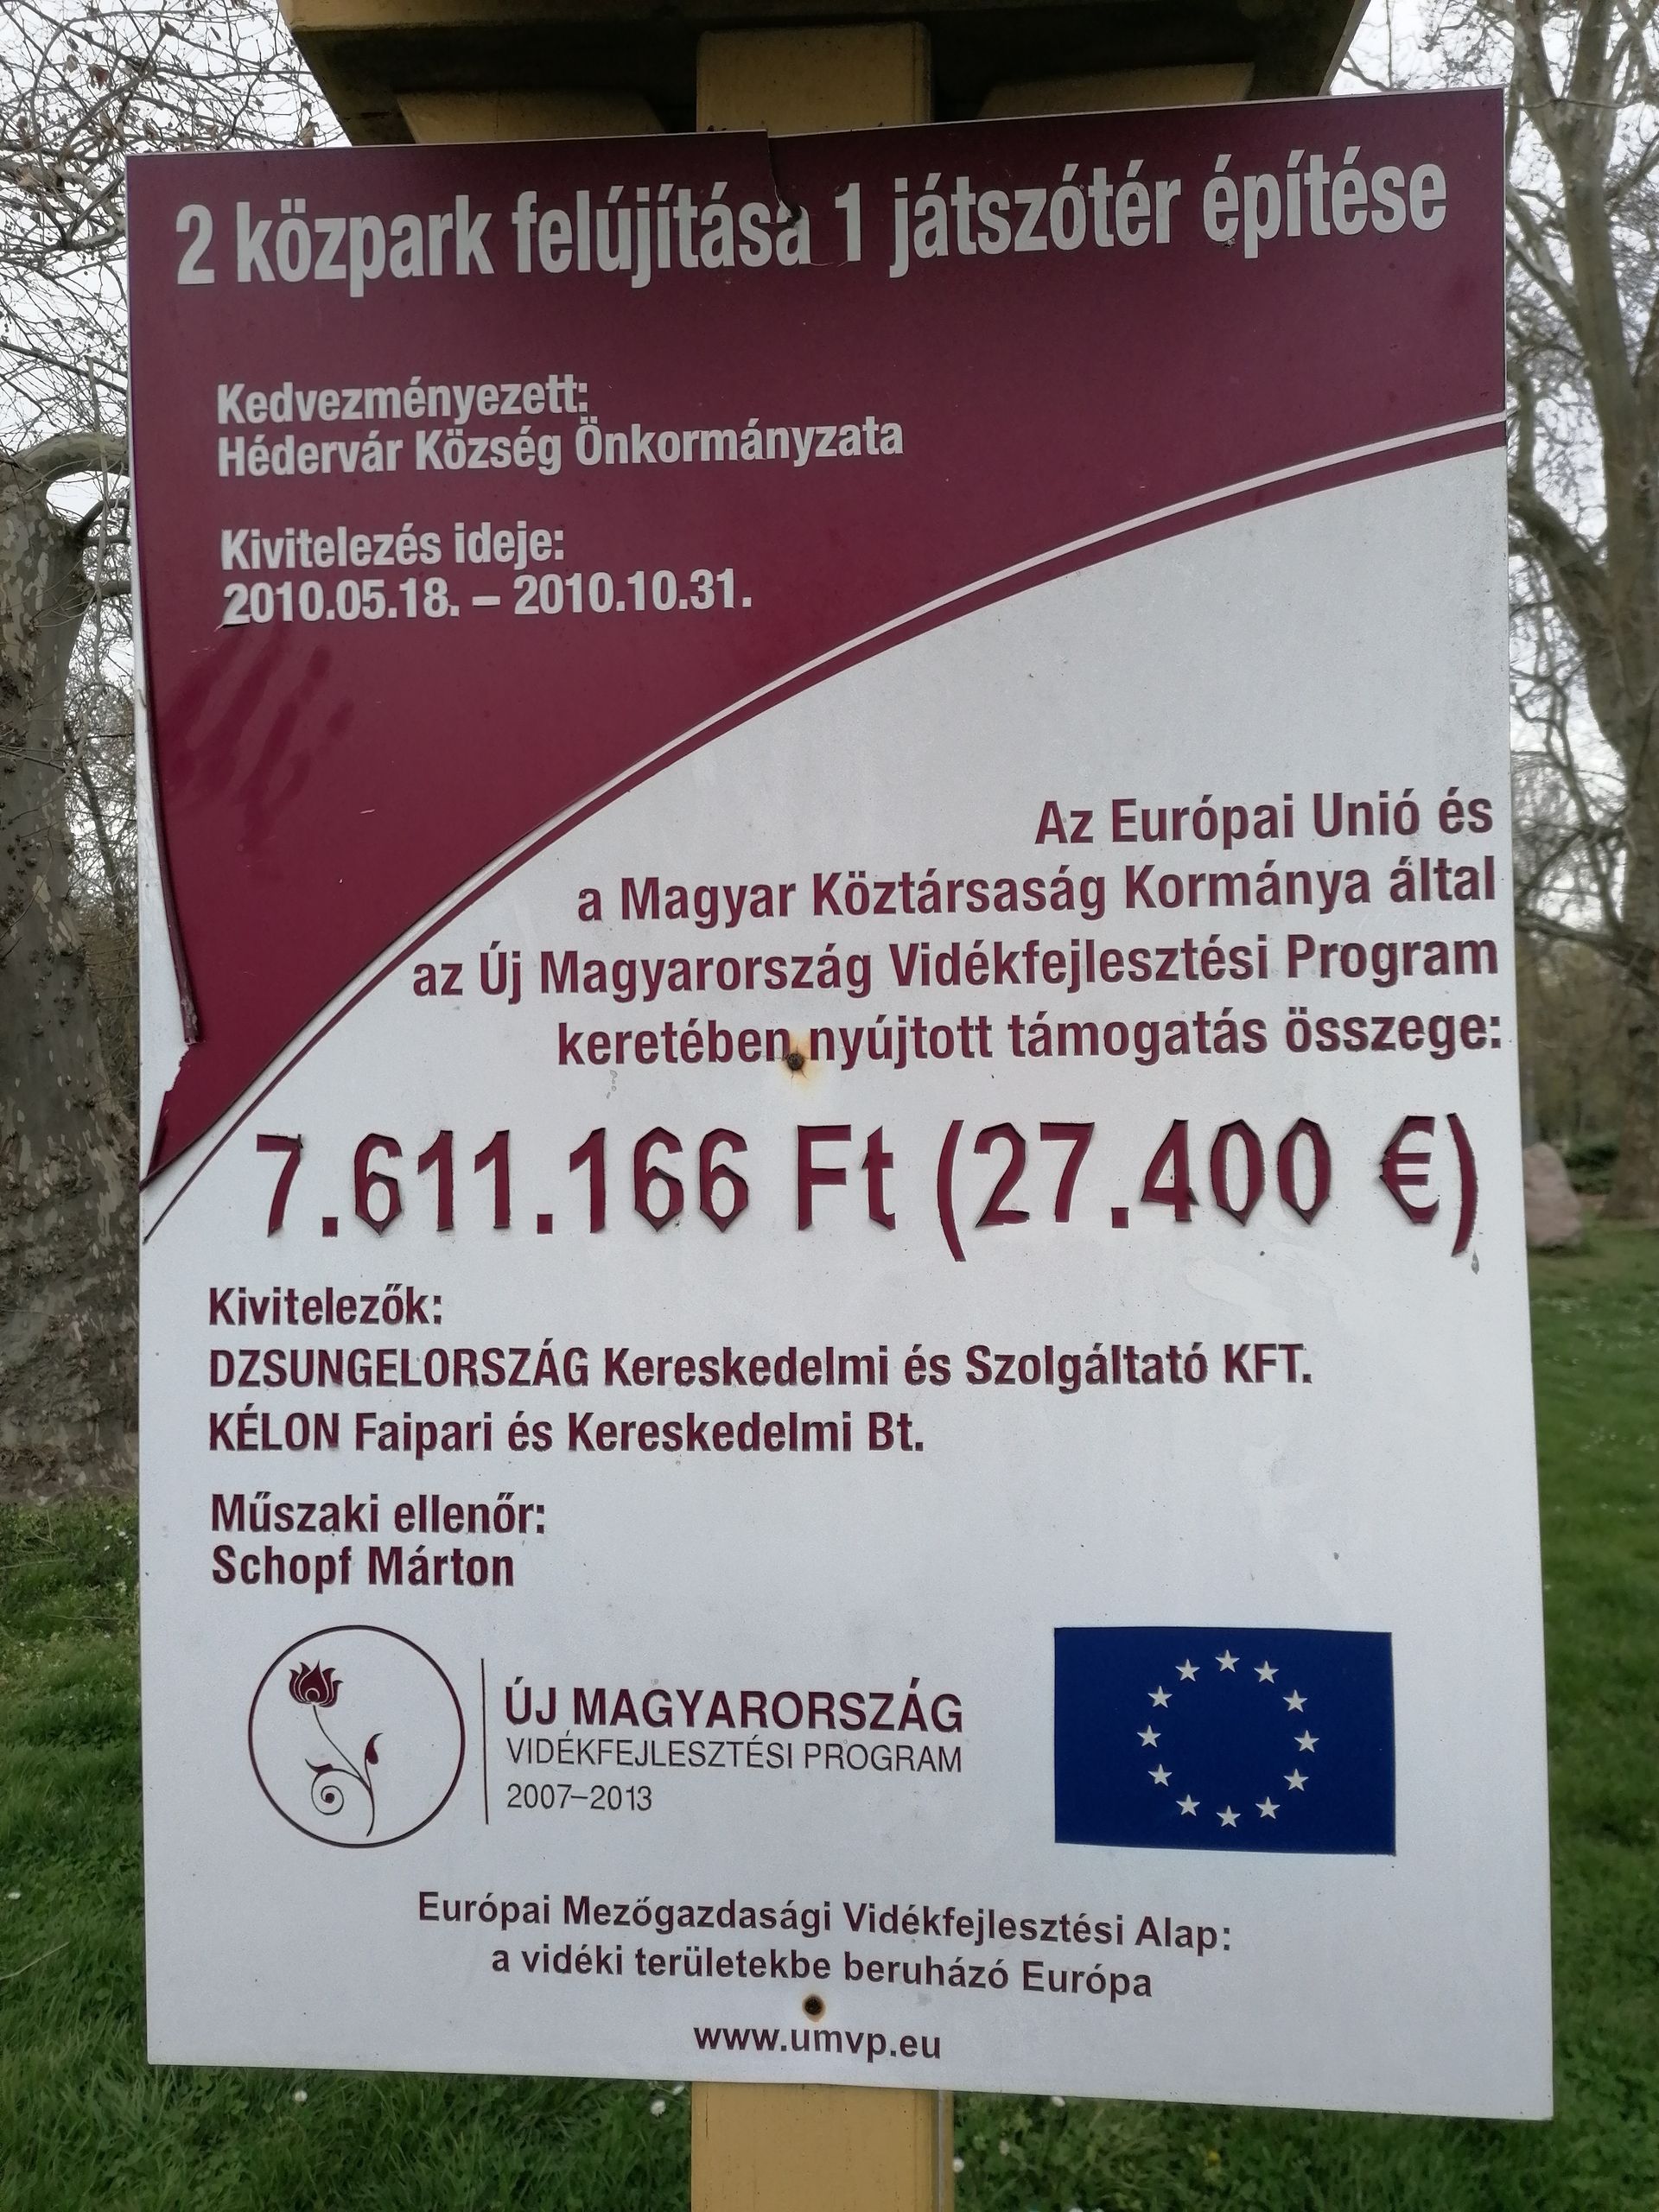 2 közpark felújítása 1 játszótér építése
Kedvezményezett:
Hédervár Község Önkormányzata
Kivitelezés ideje:
2010.05.18. – 2010.10.31.
Az Európai Unió és
a Magyar Köztársaság Kormánya által
az Új Magyarország Vidékfejlesztési Program
keretében nyújtott támogatás összege:
7.611.166 Ft (27.400 €)
Kivitelezők:
DZSUNGELORSZÁG Kereskedelmi és Szolgáltató KFT.
KÉLON Faipari és Kereskedelmi Bt.
Műszaki ellenőr:
Schopf Márton
ÚJ MAGYARORSZÁG
VIDÉKFEJLESZTÉSI PROGRAM
2007–2013
Európai Mezőgazdasági Vidékfejlesztési Alap:
a vidéki területekbe beruházó Európa
www.umvp.eu